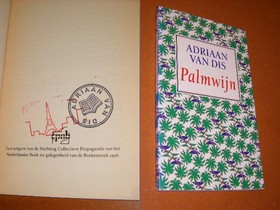 ADRIAAN VAN DIS
cpnb
Een uitgave van de Stichting Collectieve Propaganda van het
Nederlandse Boek ter gelegenheid van de Boekenweek 1996
ADRIAAN
VAN DIS
Palmwijn